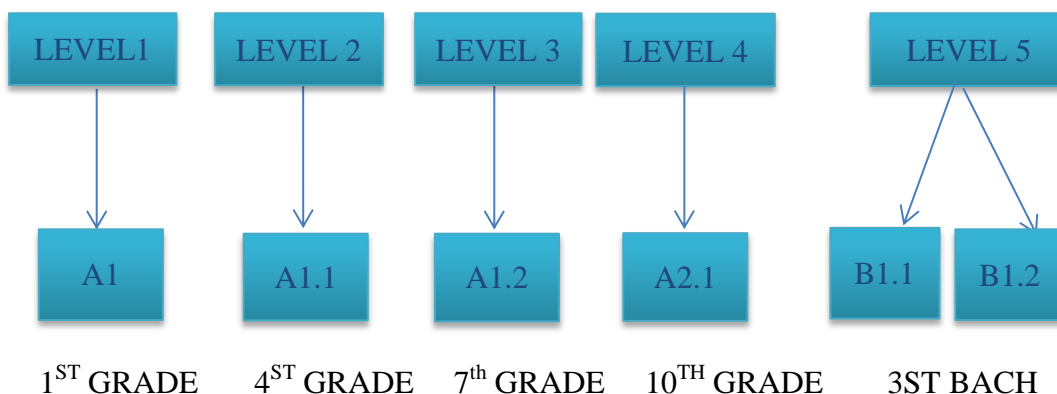 LEVEL1 LEVEL 2 LEVEL 3 LEVEL 4 LEVEL 5
A1 A1.1 A1.2 A2.1 B1.1 B1.2
1ST GRADE 4ST GRADE 7th GRADE 10TH GRADE 3ST BACH